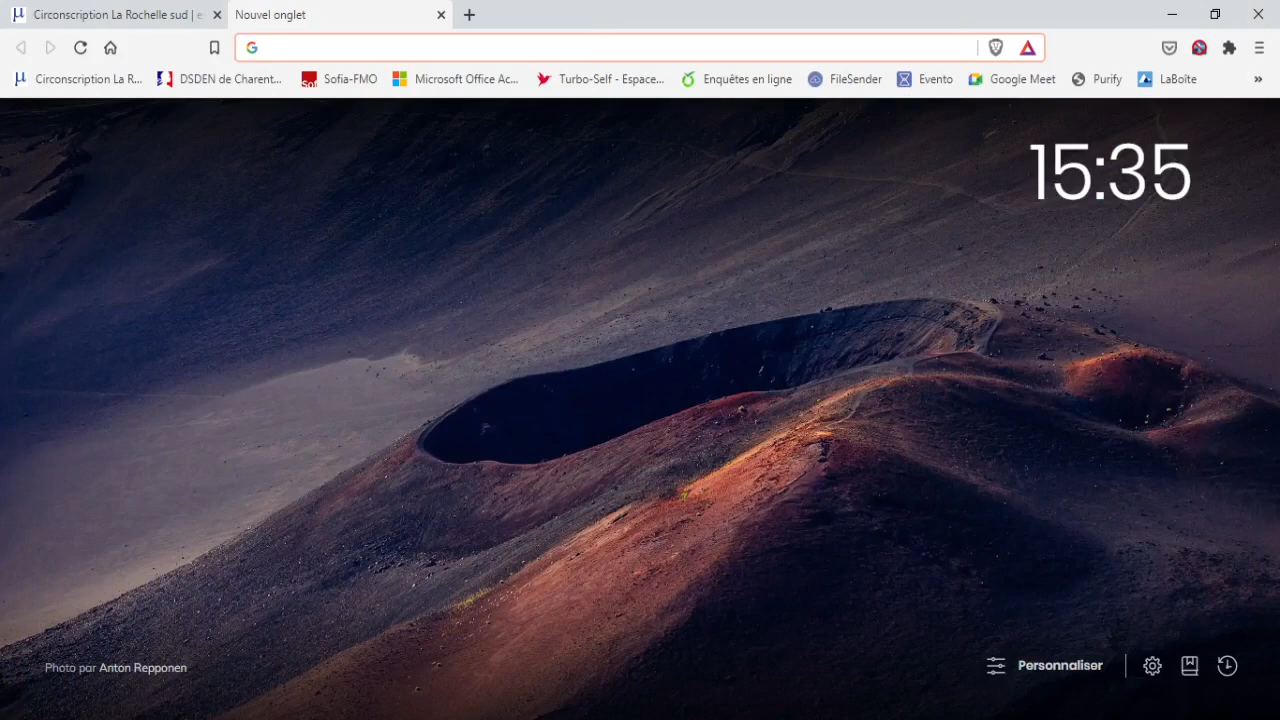 Circonscription La Rochelle sud | e
Nouvel onglet
Circonscription La R...
DSDEN de Charent...
Sofia-FMO
Microsoft Office Ac...
Turbo-Self - Espace...
Enquêtes en ligne
FileSender
Evento
Google Meet
Purify
LaBoîte
15:35
Photo par Anton Repponen
Personnaliser